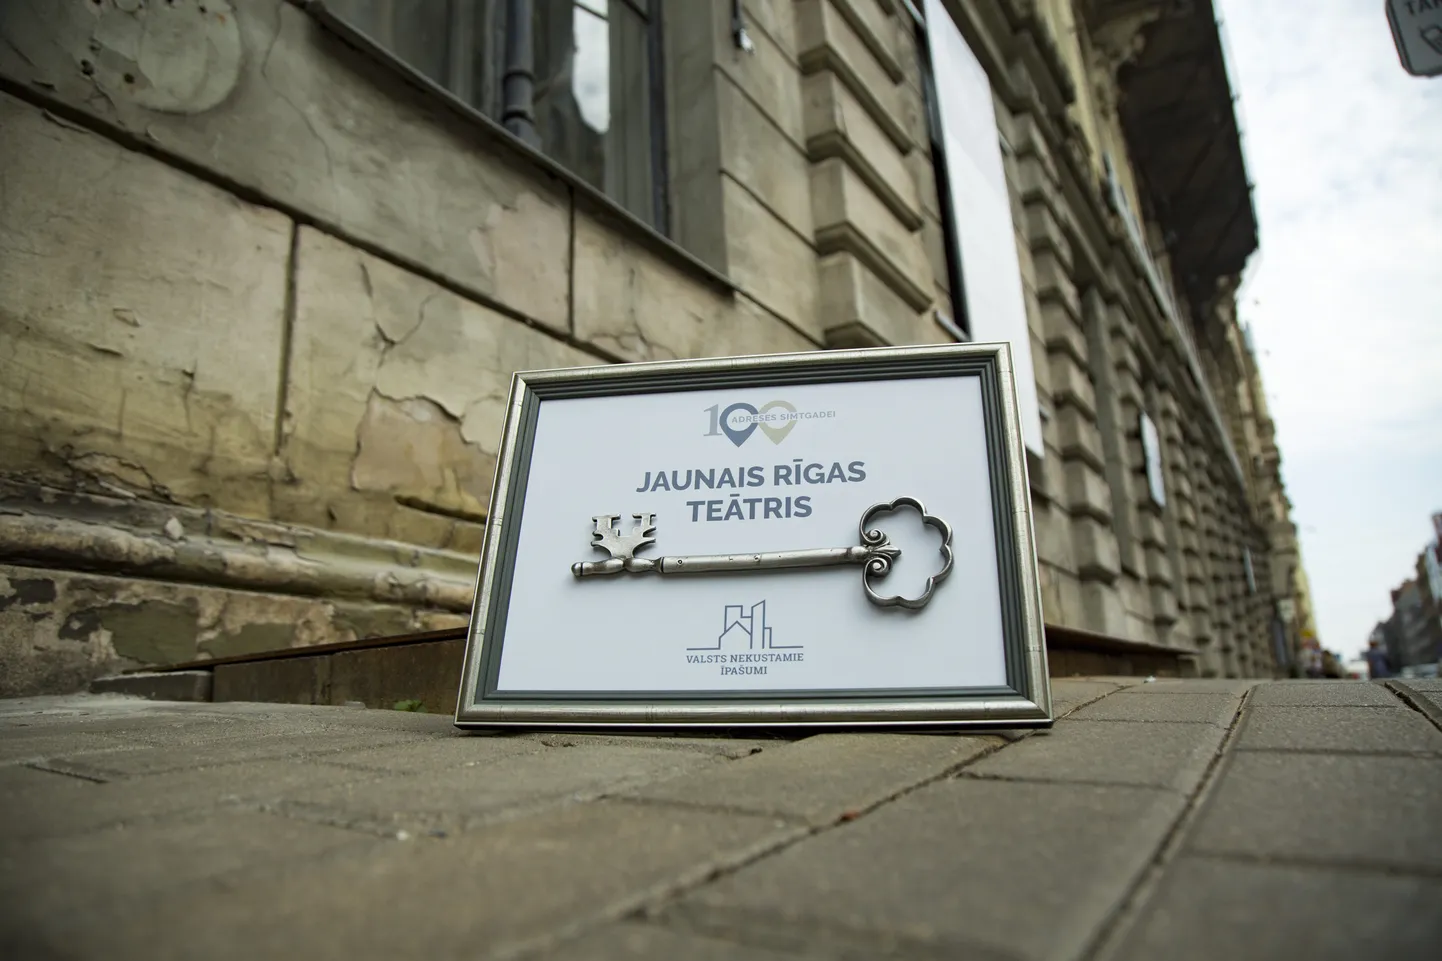 100 ADRESES SIMTGADEI
JAUNAIS RĪGAS
TEĀTRIS
VALSTS NEKUSTAMIE
ĪPAŠUMI